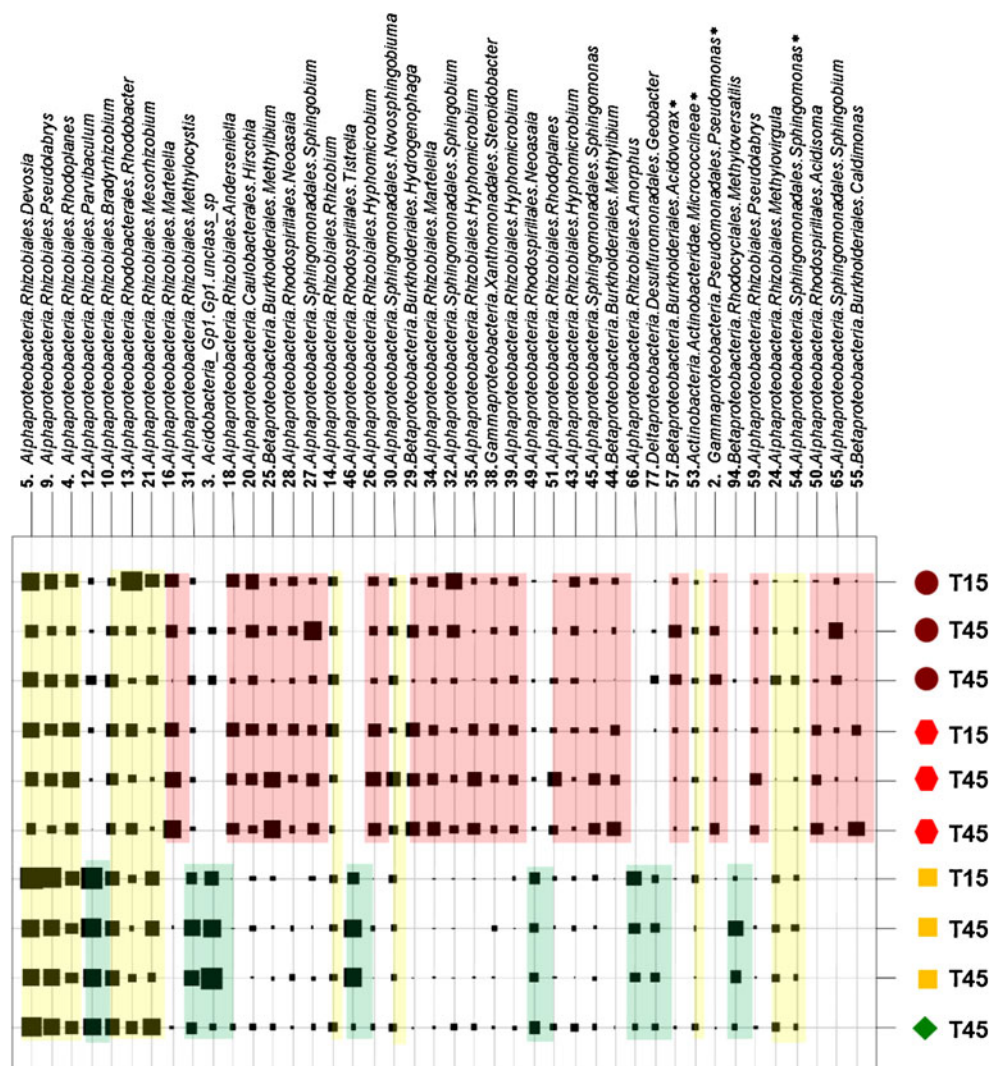 5. Alphaproteobacteria.Rhizobiales.Devosia
9. Alphaproteobacteria.Rhizobiales.Pseudolabrys
4. Alphaproteobacteria.Rhizobiales.Rhodoplanes
12.Alphaproteobacteria.Rhizobiales.Parvibaculum
10.Alphaproteobacteria.Rhizobiales.Bradyrhizobium
13.Alphaproteobacteria.Rhodobacterales.Rhodobacter
21.Alphaproteobacteria.Rhizobiales.Mesorhizobium
16.Alphaproteobacteria.Rhizobiales.Martelella
31.Alphaproteobacteria.Rhizobiales.Methylocystis
3. Acidobacteria_Gp1.Gp1.unclass_sp
18.Alphaproteobacteria.Rhizobiales.Anderseniella
20.Alphaproteobacteria.Caulobacterales.Hirschia
25.Betaproteobacteria.Burkholderiales.Methylibium
28.Alphaproteobacteria.Rhodospirillales.Neoasaia
27.Alphaproteobacteria.Sphingomonadales.Sphingobium
14.Alphaproteobacteria.Rhizobiales.Rhizobium
46.Alphaproteobacteria.Rhodospirillales.Tistrella
26.Alphaproteobacteria.Rhizobiales.Hyphomicrobium
30.Alphaproteobacteria.Sphingomonadales.Novosphingobiuma
29.Betaproteobacteria.Burkholderiales.Hydrogenophaga
34.Alphaproteobacteria.Rhizobiales.Martelella
32.Alphaproteobacteria.Sphingomonadales.Sphingobium
35.Alphaproteobacteria.Rhizobiales.Hyphomicrobium
38.Gammaproteobacteria.Xanthomonadales.Steroidobacter
39.Alphaproteobacteria.Rhizobiales.Hyphomicrobium
49.Alphaproteobacteria.Rhodospirillales.Neoasaia
51.Alphaproteobacteria.Rhizobiales.Rhodoplanes
43.Alphaproteobacteria.Rhizobiales.Hyphomicrobium
45.Alphaproteobacteria.Sphingomonadales.Sphingomonas
44.Betaproteobacteria.Burkholderiales.Methylibium
66.Alphaproteobacteria.Rhizobiales.Amorphus
77.Deltaproteobacteria.Desulfuromonadales.Geobacter
57.Betaproteobacteria.Burkholderiales.Acidovorax*
53.Actinobacteria.Actinobacteridae.Micrococcineae*
2. Gammaproteobacteria.Pseudomonadales.Pseudomonas*
94.Betaproteobacteria.Rhodocyclales.Methyloversatilis
59.Alphaproteobacteria.Rhizobiales.Pseudolabrys
24.Alphaproteobacteria.Rhizobiales.Methylovirgula
54.Alphaproteobacteria.Sphingomonadales.Sphingomonas*
50.Alphaproteobacteria.Rhodospirillales.Acidisoma
65.Alphaproteobacteria.Sphingomonadales.Sphingobium
55.Betaproteobacteria.Burkholderiales.Caldimonas
T15
T45
T45
T15
T45
T45
T15
T45
T45
T45